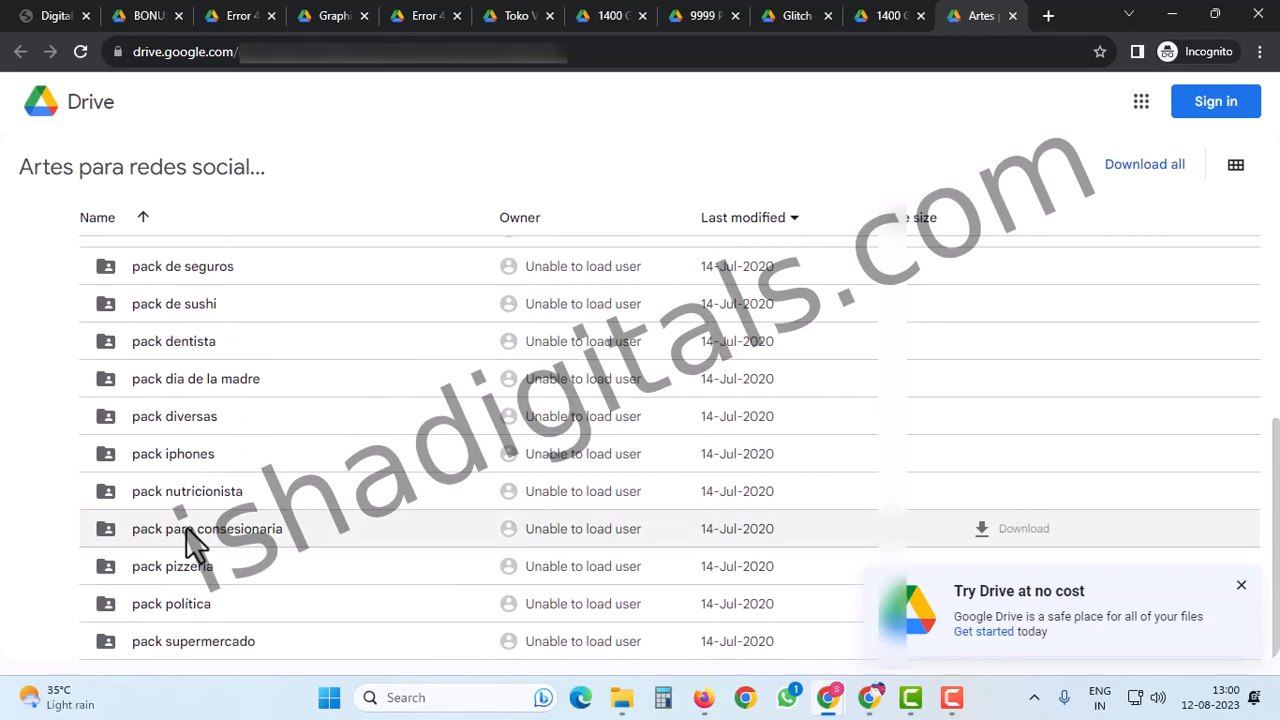 Digital
BONU
Error 4
Graphi
Error 4
Toko V
1400 G
9999 P
Glitch
1400 G
Artes p
drive.google.com/
Incognito
Drive
Sign in
Artes para redes social...
Download all
Name
Owner
Last modified
size
pack de seguros
Unable to load user
14-Jul-2020
pack de sushi
Unable to load user
14-Jul-2020
pack dentista
Unable to load user
14-Jul-2020
pack dia de la madre
Unable to load user
14-Jul-2020
pack diversas
Unable to load user
14-Jul-2020
pack iphones
Unable to load user
14-Jul-2020
pack nutricionista
Unable to load user
14-Jul-2020
pack para consesionaria
Unable to load user
14-Jul-2020
Download
pack pizzeria
Unable to load user
14-Jul-2020
pack política
Unable to load user
14-Jul-2020
pack supermercado
Unable to load user
14-Jul-2020
ishadigitals.com
Try Drive at no cost
Google Drive is a safe place for all of your files
Get started today
35°C
Light rain
Search
1
S
ENG
IN
13:00
12-08-2023